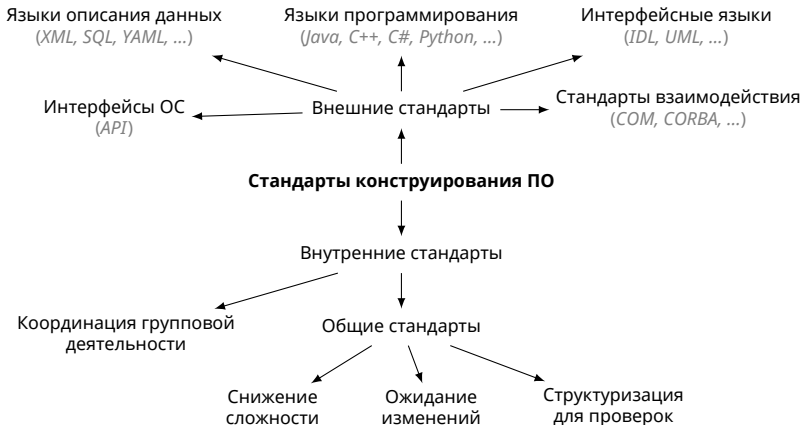 Языки описания данных
(XML, SQL, YAML, ...)
Языки программирования
(Java, C++, C#, Python, ...)
Интерфейсные языки
(IDL, UML, ...)
Интерфейсы ОС
(API)
Внешние стандарты
Стандарты взаимодействия
(COM, CORBA, ...)
Стандарты конструирования ПО
Внутренние стандарты
Координация групповой
деятельности
Общие стандарты
Снижение
сложности
Ожидание
изменений
Структуризация
для проверок